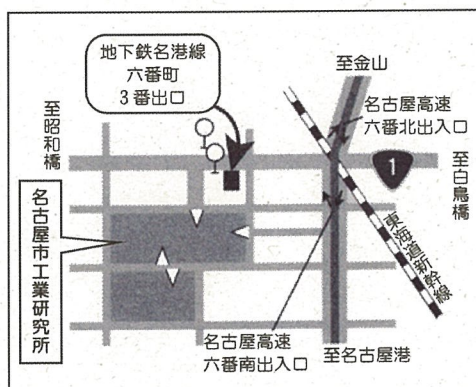 地下鉄名港線
六番町
3番出口
至金山
名古屋高速
六番北出入口
至昭和橋
1
至白鳥橋
名古屋市工業研究所
東海道新幹線
名古屋高速
六番南出入口
至名古屋港